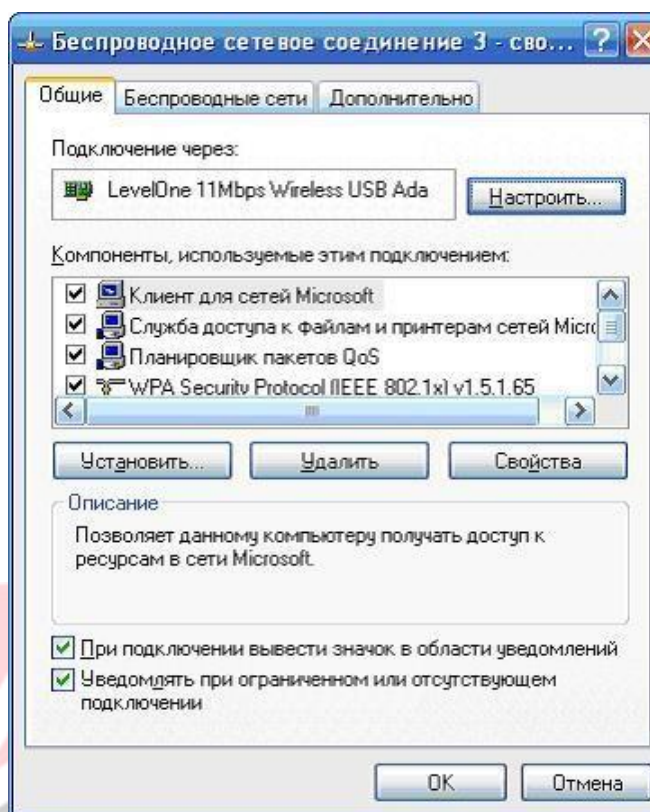 Беспроводное сетевое соединение 3 - сво...
Общие
Беспроводные сети
Дополнительно
Подключение через:
LevelOne 11Mbps Wireless USB Ada
Настроить...
Компоненты, используемые этим подключением:
Клиент для сетей Microsoft
Служба доступа к файлам и принтерам сетей Micro
Планировщик пакетов QoS
WPA Security Protocol (IEEE 802.1x) v1.5.1.65
Установить...
Удалить
Свойства
Описание
Позволяет данному компьютеру получать доступ к
ресурсам в сети Microsoft.
При подключении вывести значок в области уведомлений
Уведомлять при ограниченном или отсутствующем
подключении
OK
Отмена